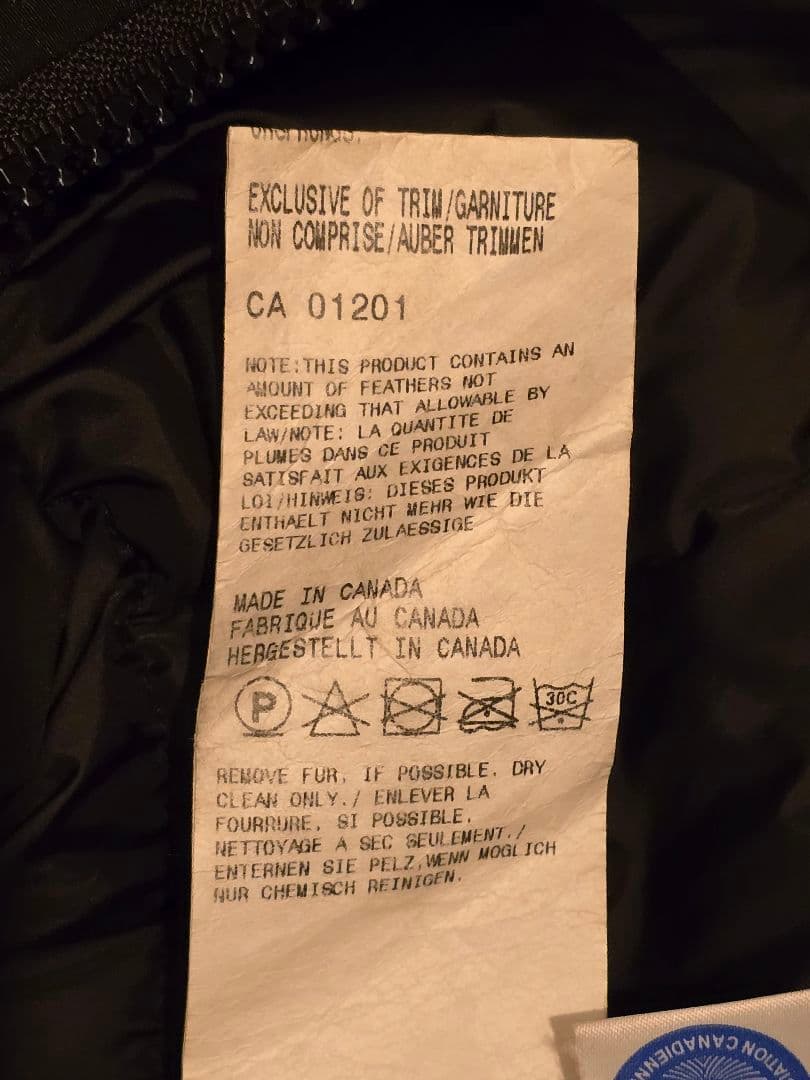 EXCLUSIVE OF TRIM/GARNITURE
NON COMPRISE/AUBER TRIMMEN
CA 01201
NOTE:THIS PRODUCT CONTAINS AN
AMOUNT OF FEATHERS NOT
EXCEEDING THAT ALLOWABLE BY
LAW/NOTE: LA QUANTITE DE
PLUMES DANS CE PRODUIT
SATISFAIT AUX EXIGENCES DE LA
LOI/HINWEIS: DIESES PRODUKT
ENTHAELT NICHT MEHR WIE DIE
GESETZLICH ZULAESSIGE
MADE IN CANADA
FABRIQUE AU CANADA
HERGESTELLT IN CANADA
P 30C
REMOVE FUR, IF POSSIBLE. DRY
CLEAN ONLY./ ENLEVER LA
FOURRURE, SI POSSIBLE.
NETTOYAGE A SEC SEULEMENT./
ENTERNEN SIE PELZ,WENN MOGLICH
NUR CHEMISCH REINIGEN.